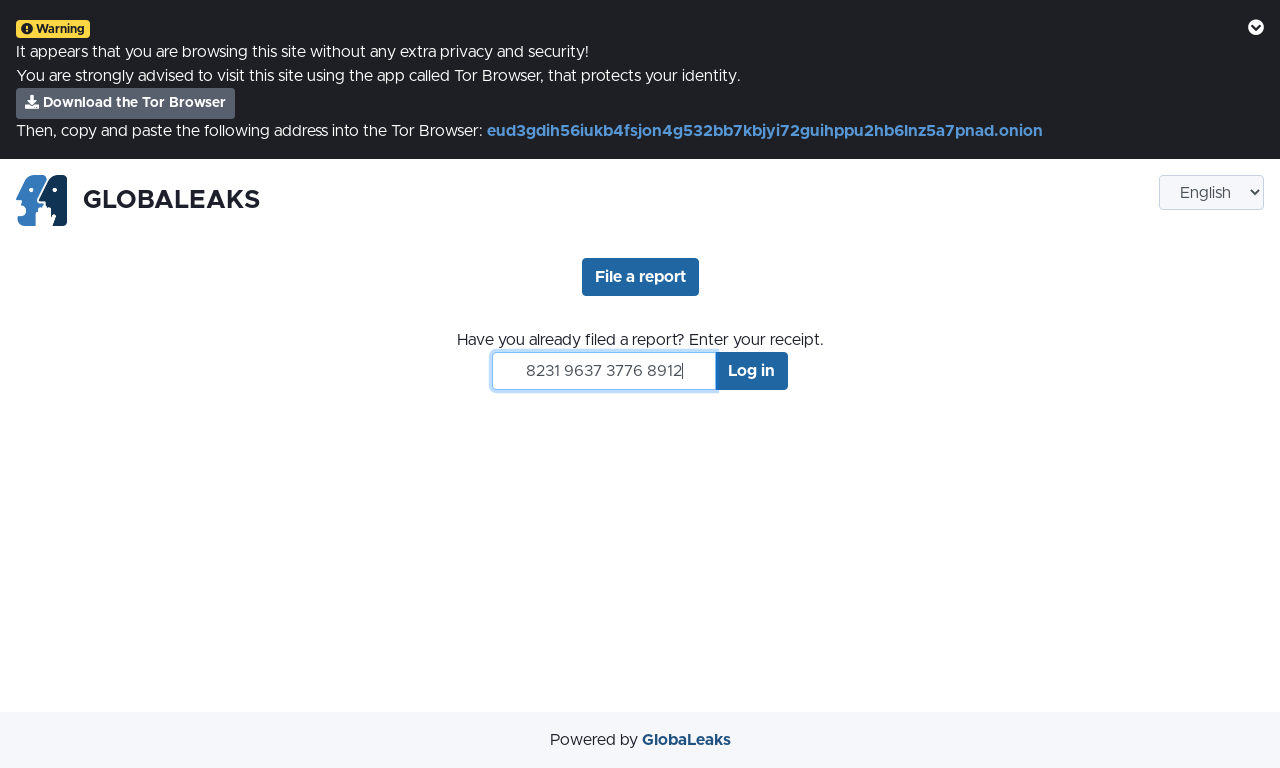 Warning
It appears that you are browsing this site without any extra privacy and security!
You are strongly advised to visit this site using the app called Tor Browser, that protects your identity.
Download the Tor Browser
Then, copy and paste the following address into the Tor Browser: eud3gdih56iukb4fsjon4g532bb7kbjyi72guihppu2hb6lnz5a7pnad.onion
GLOBALEAKS
English
File a report
Have you already filed a report? Enter your receipt.
8231 9637 3776 8912
Log in
Powered by GlobaLeaks